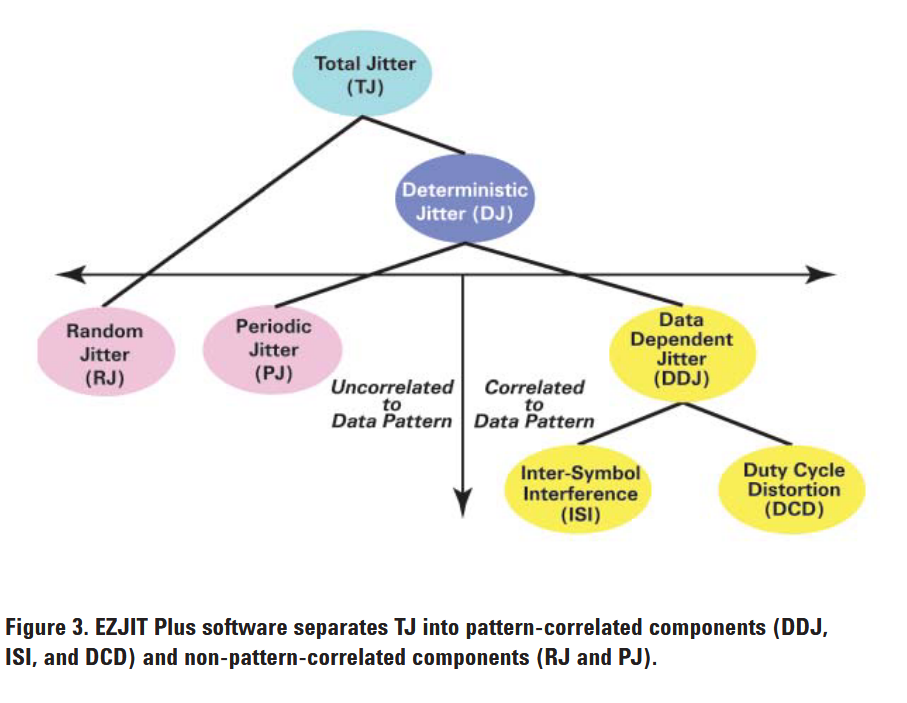 Total Jitter
(TJ)
Deterministic
Jitter (DJ)
Random
Jitter
(RJ)
Periodic
Jitter
(PJ)
Data
Dependent
Jitter
(DDJ)
Uncorrelated
to
Data Pattern
Correlated
to
Data Pattern
Inter-Symbol
Interference
(ISI)
Duty Cycle
Distortion
(DCD)
Figure 3. EZJIT Plus software separates TJ into pattern-correlated components (DDJ,
ISI, and DCD) and non-pattern-correlated components (RJ and PJ).